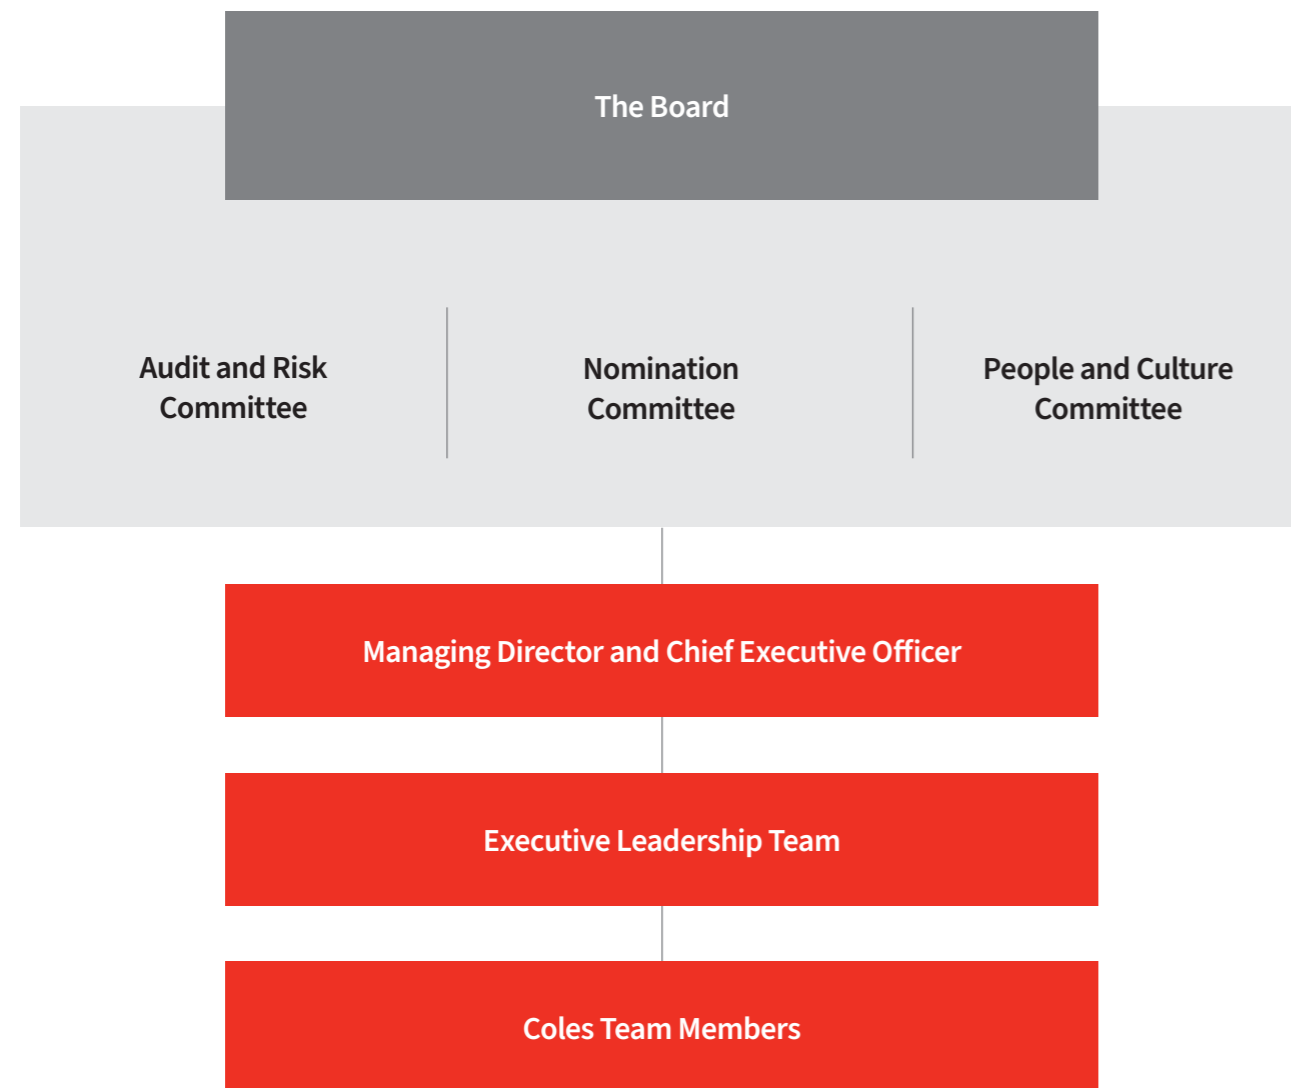 The Board
Audit and Risk
Committee
Nomination
Committee
People and Culture
Committee
Managing Director and Chief Executive Officer
Executive Leadership Team
Coles Team Members